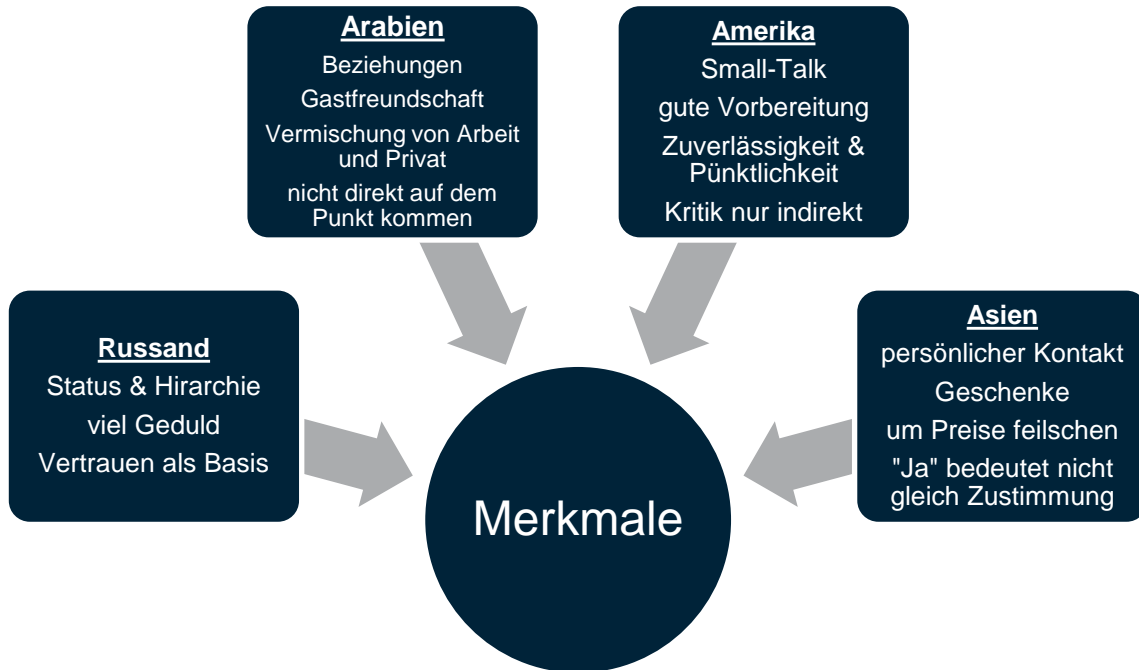 Arabien
Beziehungen
Gastfreundschaft
Vermischung von Arbeit
und Privat
nicht direkt auf dem
Punkt kommen
Amerika
Small-Talk
gute Vorbereitung
Zuverlässigkeit &
Pünktlichkeit
Kritik nur indirekt
Russand
Status & Hirarchie
viel Geduld
Vertrauen als Basis
Asien
persönlicher Kontakt
Geschenke
um Preise feilschen
"Ja" bedeutet nicht
gleich Zustimmung
Merkmale